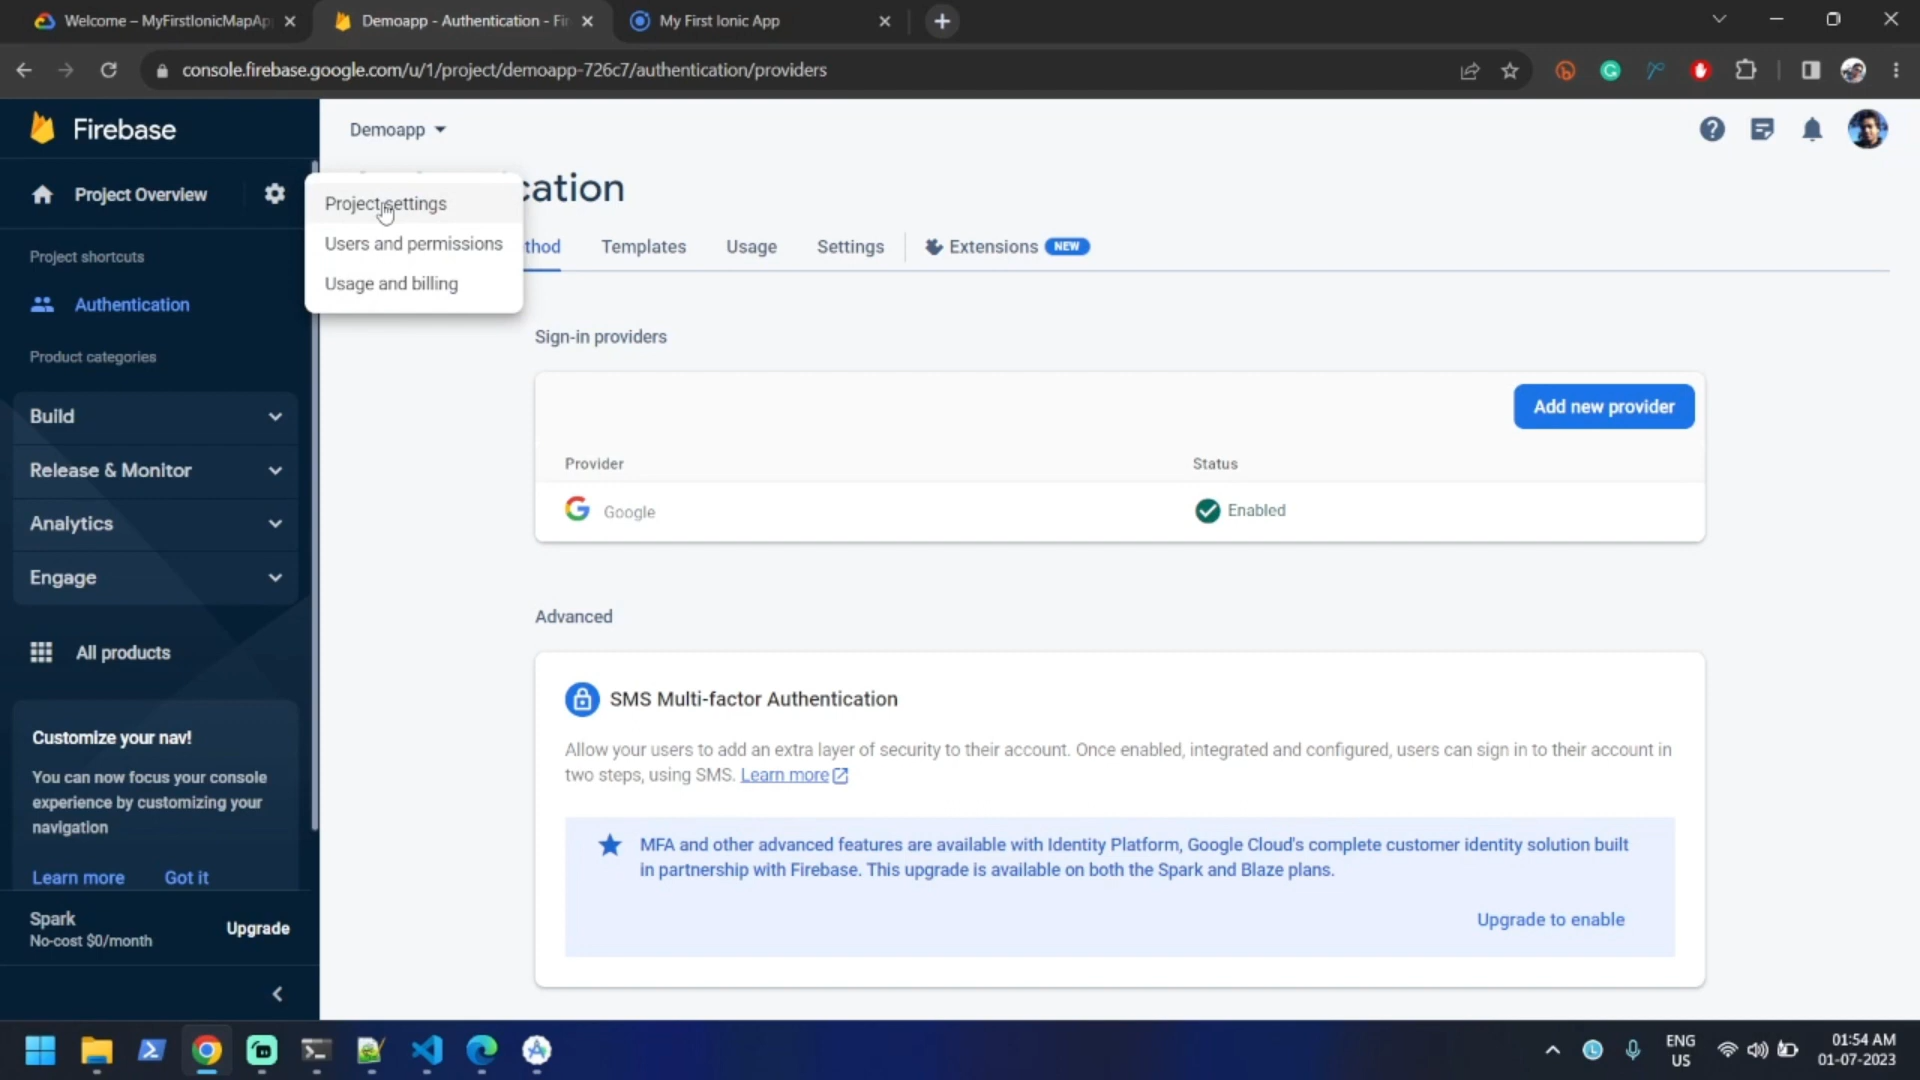 Welcome – MyFirstIonicMapAp
Demoapp - Authentication - Fir
My First Ionic App
console.firebase.google.com/u/1/project/demoapp-726c7/authentication/providers
Firebase
Demoapp
Project Overview
Project settings
Users and permissions
Usage and billing
cation
thod
Templates
Usage
Settings
Extensions
NEW
Project shortcuts
Authentication
Product categories
Build
Release & Monitor
Analytics
Engage
All products
Customize your nav!
You can now focus your console
experience by customizing your
navigation
Learn more
Got it
Spark
No-cost $0/month
Upgrade
Sign-in providers
Add new provider
Provider
Status
Google
Enabled
Advanced
SMS Multi-factor Authentication
Allow your users to add an extra layer of security to their account. Once enabled, integrated and configured, users can sign in to their account in
two steps, using SMS. Learn more
MFA and other advanced features are available with Identity Platform, Google Cloud's complete customer identity solution built
in partnership with Firebase. This upgrade is available on both the Spark and Blaze plans.
Upgrade to enable
ENG
US
01:54 AM
01-07-2023